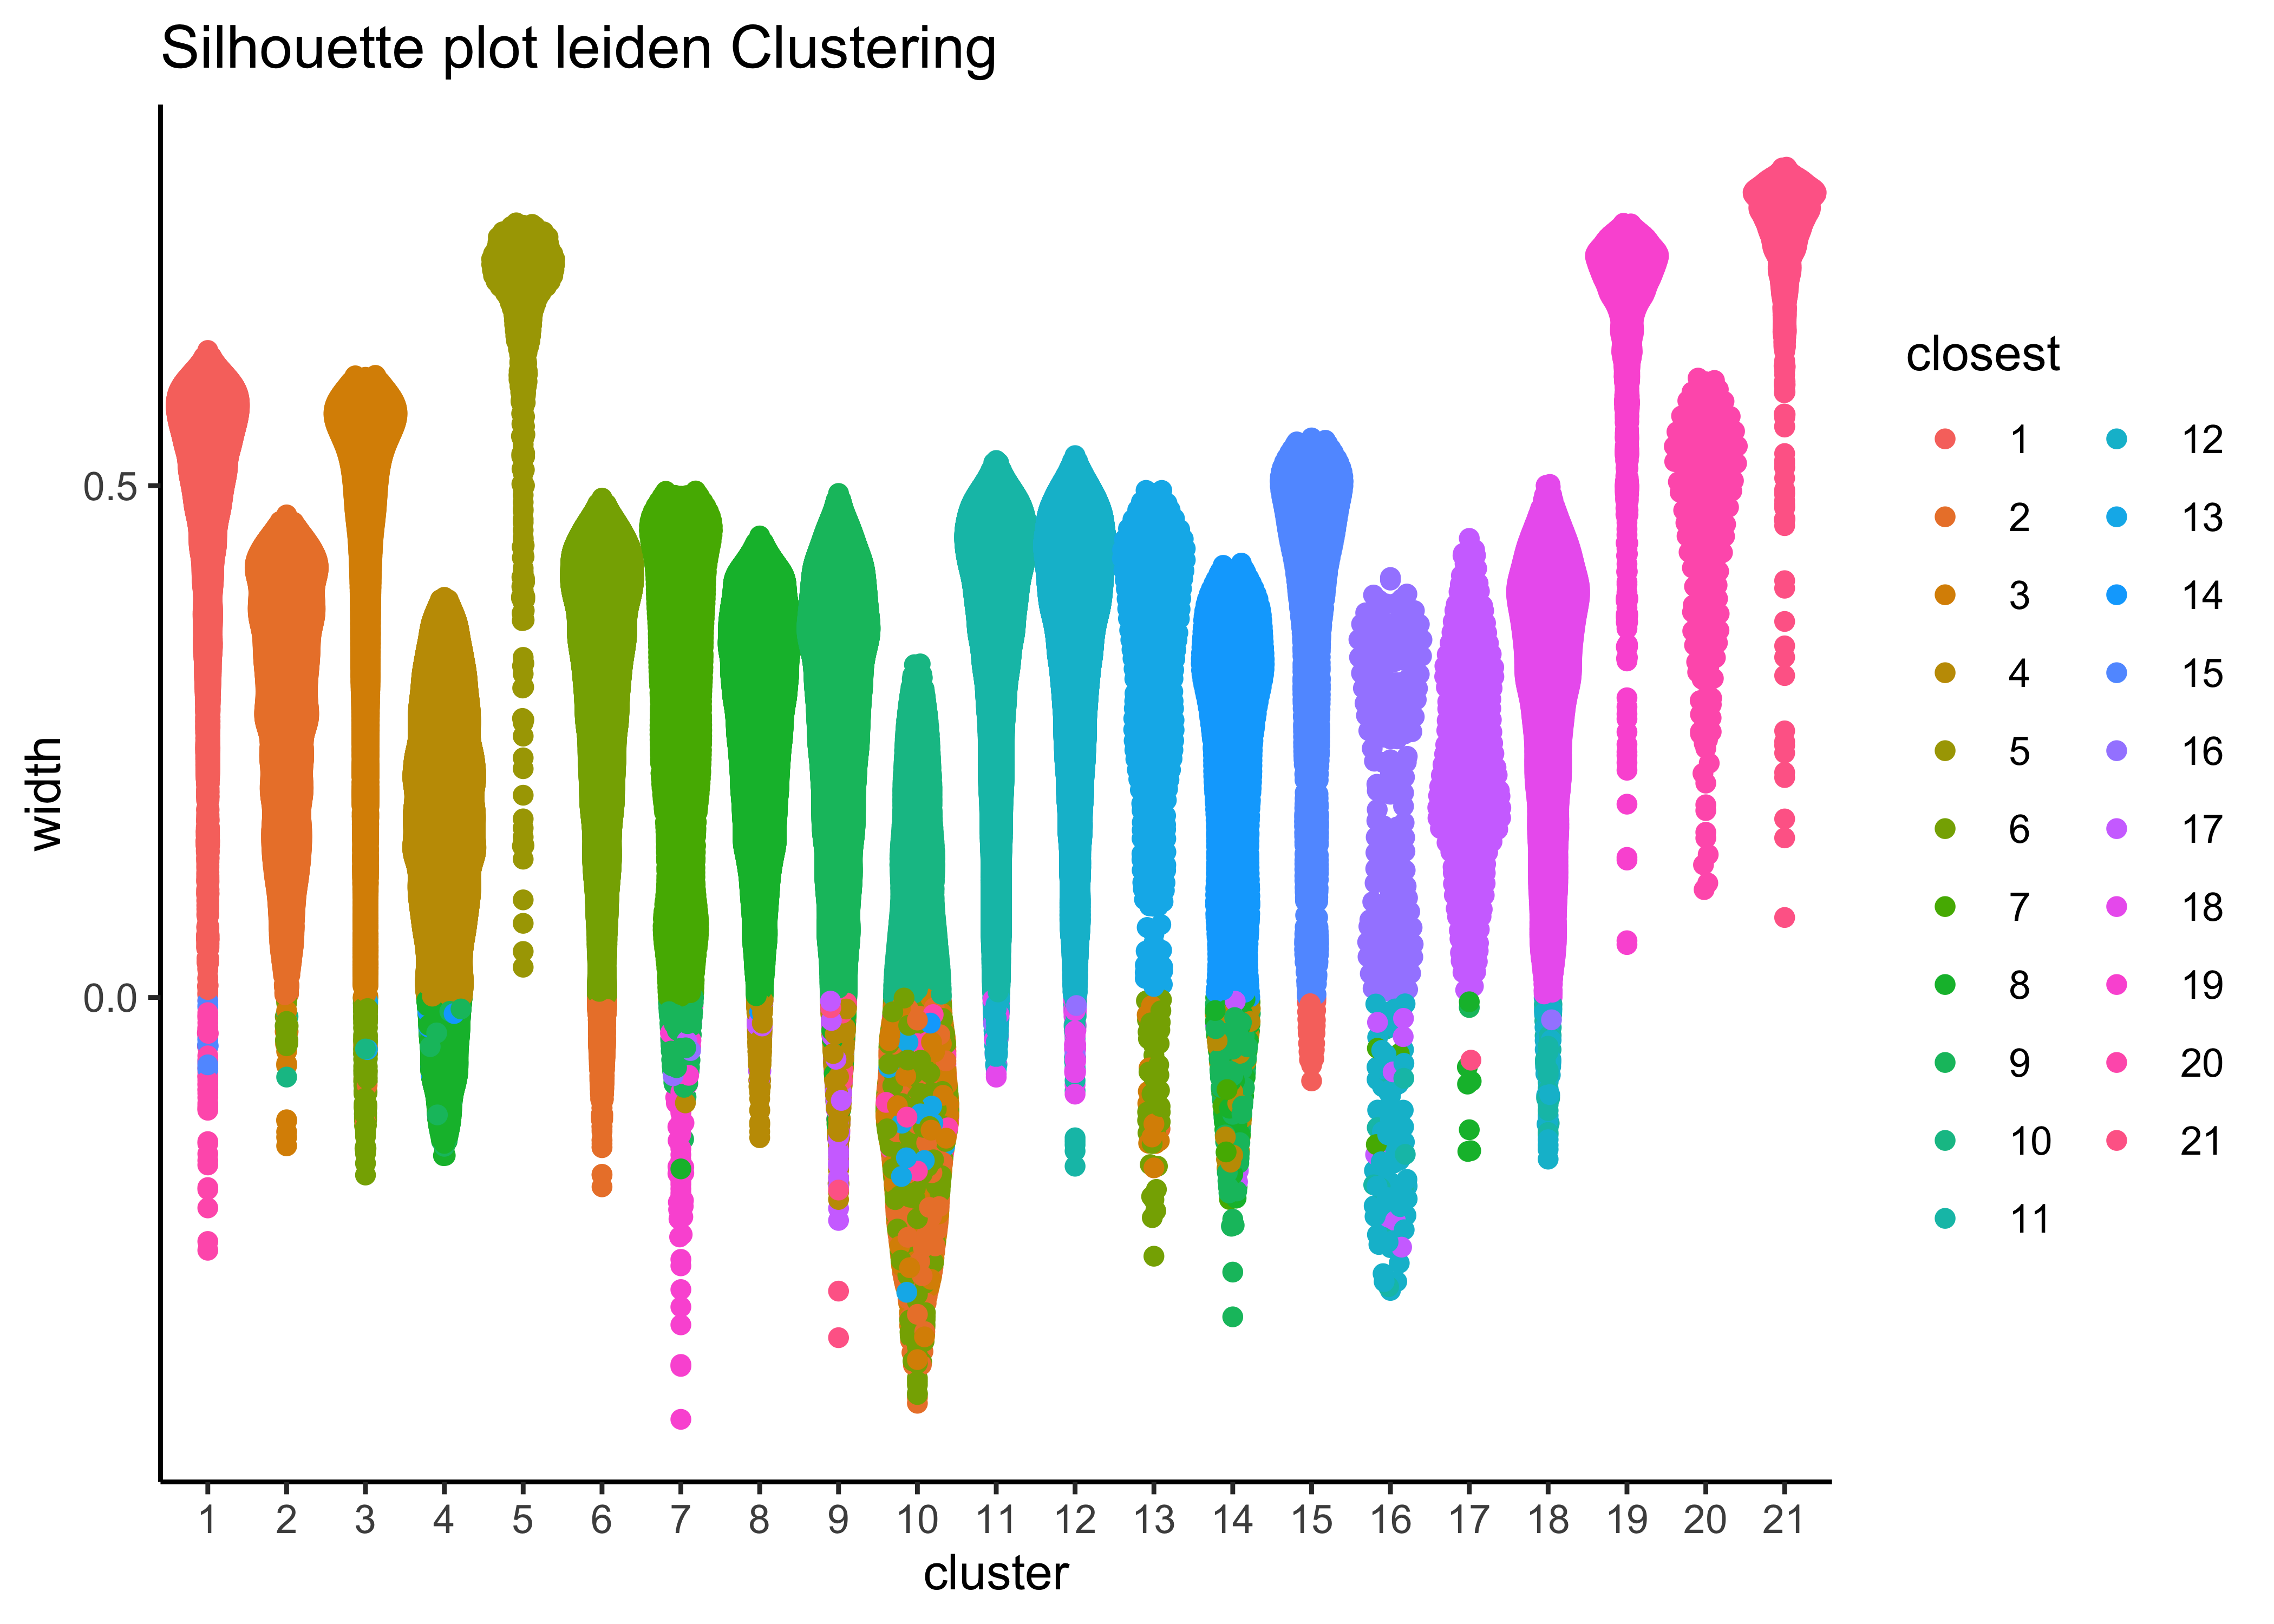 Silhouette plot leiden Clustering
width
0.5
0.0
1 2 3 4 5 6 7 8 9 10 11 12 13 14 15 16 17 18 19 20 21
cluster
closest
1 12
2 13
3 14
4 15
5 16
6 17
7 18
8 19
9 20
10 21
11